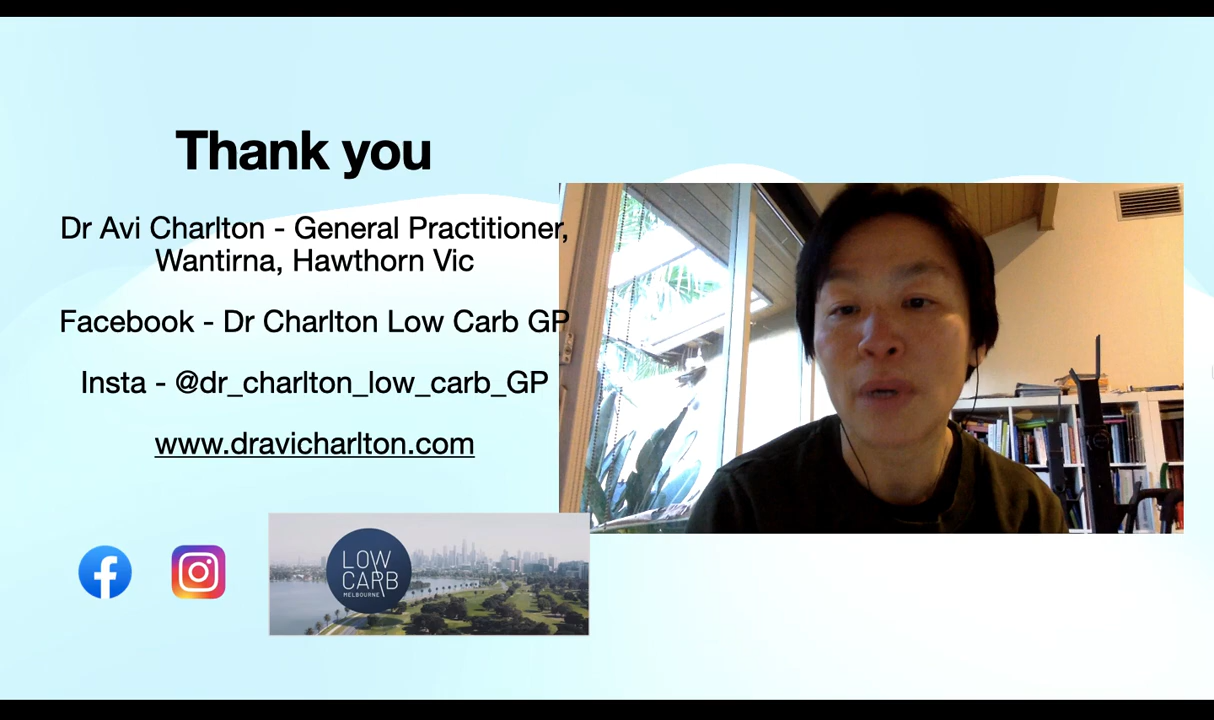 Thank you
Dr Avi Charlton - General Practitioner,
Wantirna, Hawthorn Vic
Facebook - Dr Charlton Low Carb GP
Insta - @dr_charlton_low_carb_GP
www.dravicharlton.com
LOW
CARB
MELBOURNE